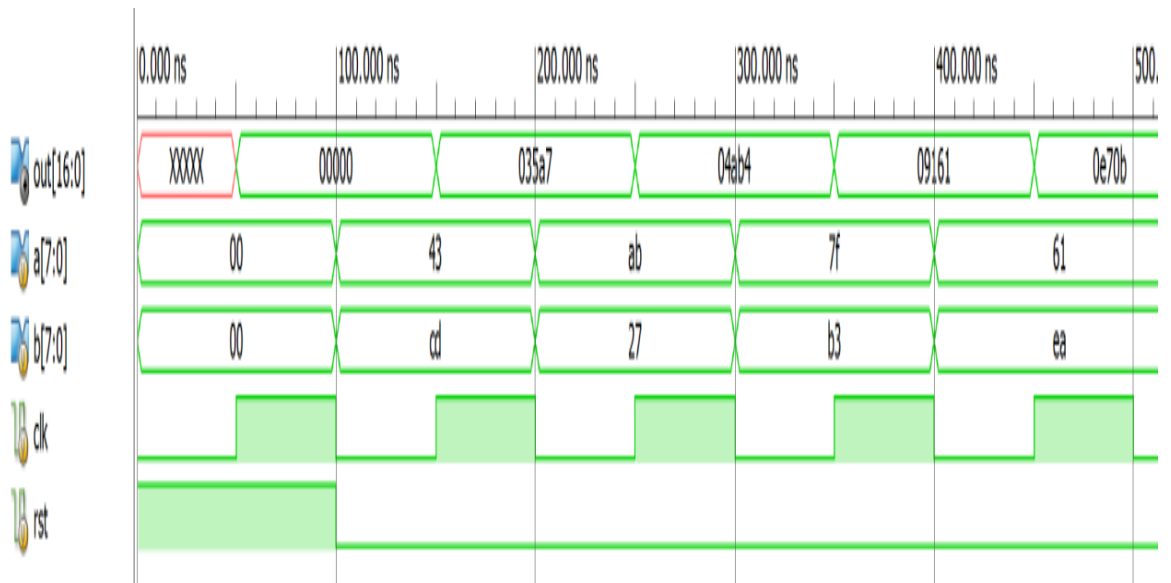 0.000 ns 100.000 ns 200.000 ns 300.000 ns 400.000 ns 500.
out[16:0] XXXXX 00000 035a7 04ab4 09161 0e70b
a[7:0] 00 43 ab 7f 61
b[7:0] 00 cd 27 b3 ea
clk
rst